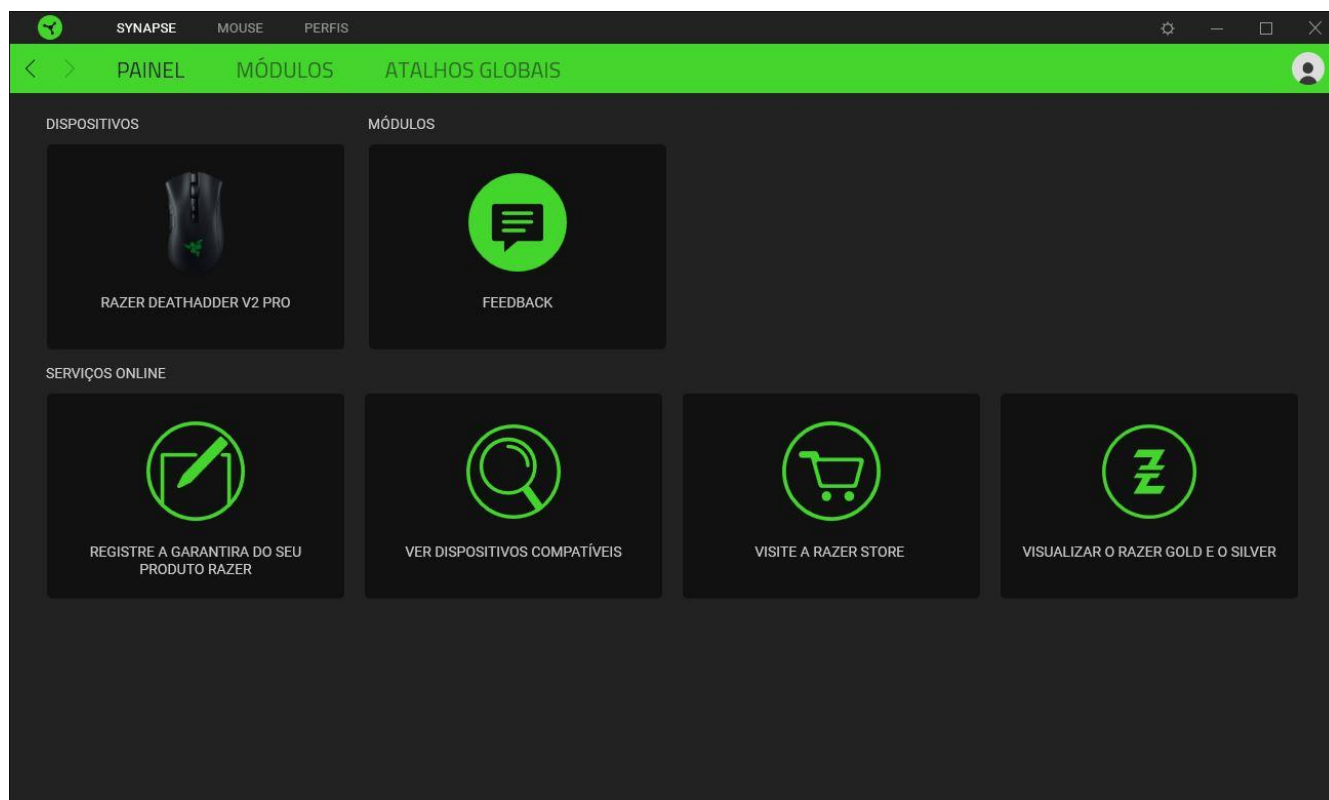 SYNAPSE MOUSE PERFIS
PAINEL MÓDULOS ATALHOS GLOBAIS
DISPOSITIVOS MÓDULOS
RAZER DEATHADDER V2 PRO FEEDBACK
SERVIÇOS ONLINE
REGISTRE A GARANTIRA DO SEU
PRODUTO RAZER
VER DISPOSITIVOS COMPATÍVEIS
VISITE A RAZER STORE
VISUALIZAR O RAZER GOLD E O SILVER